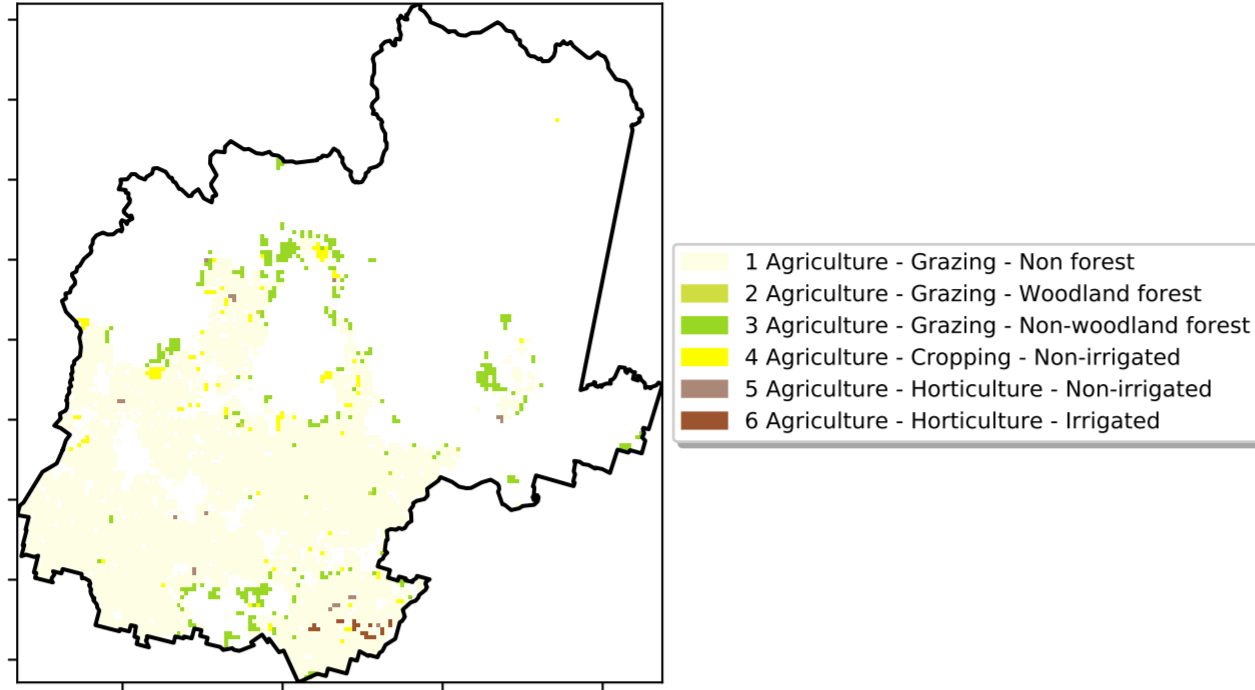 1 Agriculture - Grazing - Non forest
2 Agriculture - Grazing - Woodland forest
3 Agriculture - Grazing - Non-woodland forest
4 Agriculture - Cropping - Non-irrigated
5 Agriculture - Horticulture - Non-irrigated
6 Agriculture - Horticulture - Irrigated